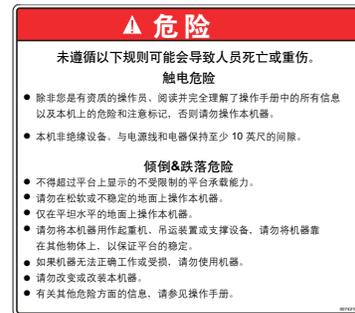 危险
未遵循以下规则可能会导致人员死亡或重伤。
触电危险
● 除非您是有资质的操作员、阅读并完全理解了操作手册中的所有信息
以及本机上的危险和注意标记，否则请勿操作本机器。
● 本机非绝缘设备。与电源线和电器保持至少 10 英尺的间隙。
倾倒&跌落危险
● 不得超过平台上显示的不受限制的平台承载能力。
● 请勿在松软或不稳定的地面上操作本机器。
● 仅在平坦水平的地面上操作本机器。
● 请勿将本机器用作起重机、吊运装置或支撑设备，请勿将机器靠
在其他物体上，以保证平台的稳定。
● 如果机器无法正确工作或受损，请勿使用机器。
● 请勿改变或改装本机器。
● 有关其他危险方面的信息，请参见操作手册。